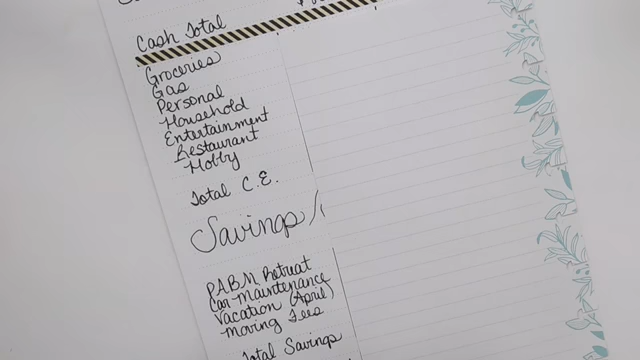 Cash Total
Groceries
Gas
Personal
Household
Entertainment
Restaurant
Hobby
Total C.E.
Savings
PABM Retreat
Car Maintenance
Vacation (April)
Moving Fees
Total Savings